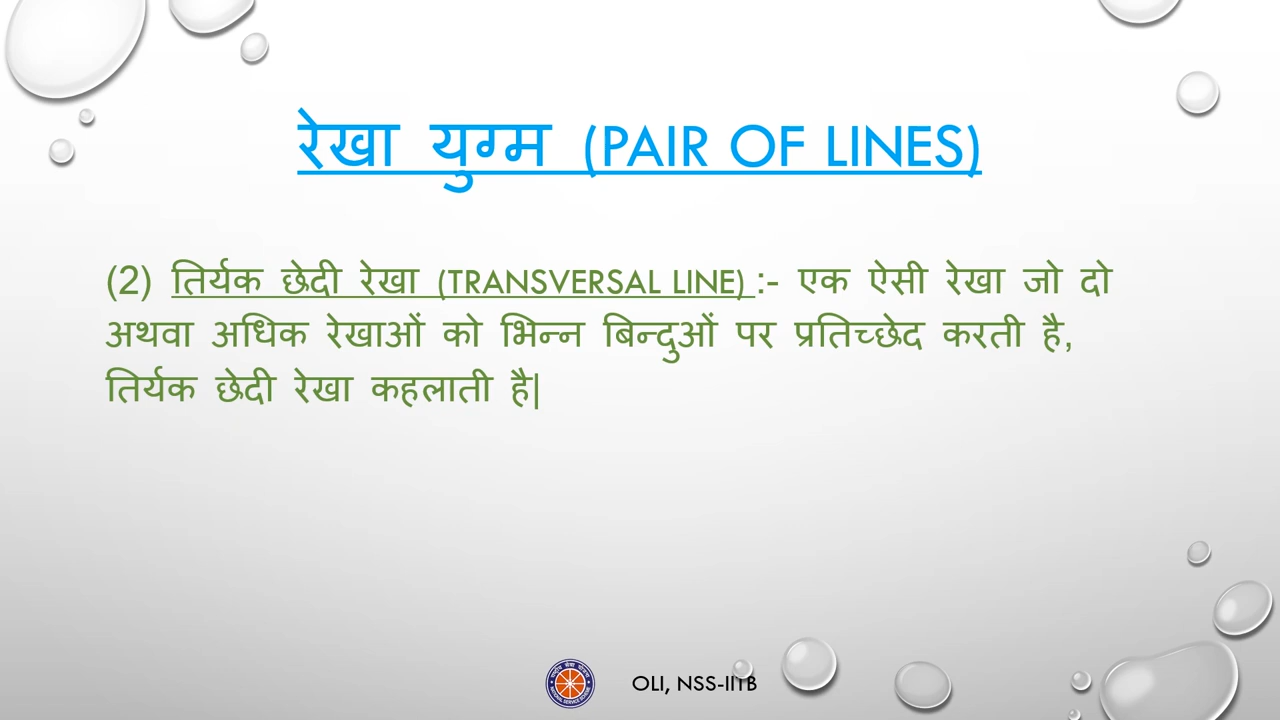 रेखा युग्म (PAIR OF LINES)
(2) तिर्यक छेदी रेखा (TRANSVERSAL LINE) :- एक ऐसी रेखा जो दो
अथवा अधिक रेखाओं को भिन्न बिन्दुओं पर प्रतिच्छेद करती है,
तिर्यक छेदी रेखा कहलाती है|
OLI, NSS-IITB